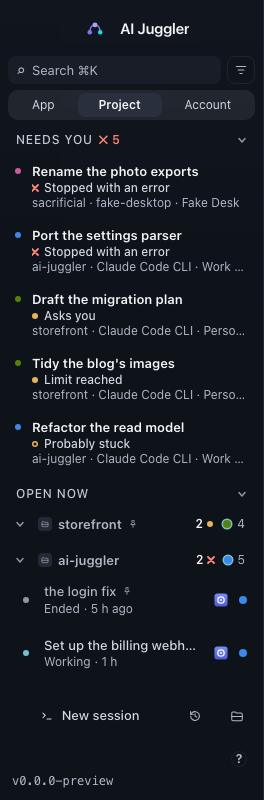 AI Juggler
Search ⌘K
App Project Account
NEEDS YOU 5
Rename the photo exports
Stopped with an error
sacrificial · fake-desktop · Fake Desk
Port the settings parser
Stopped with an error
ai-juggler · Claude Code CLI · Work ...
Draft the migration plan
Asks you
storefront · Claude Code CLI · Perso...
Tidy the blog's images
Limit reached
storefront · Claude Code CLI · Perso...
Refactor the read model
Probably stuck
ai-juggler · Claude Code CLI · Work ...
OPEN NOW
storefront 2 4
ai-juggler 2 5
the login fix
Ended · 5 h ago
Set up the billing webh...
Working · 1 h
New session
?
v0.0.0-preview